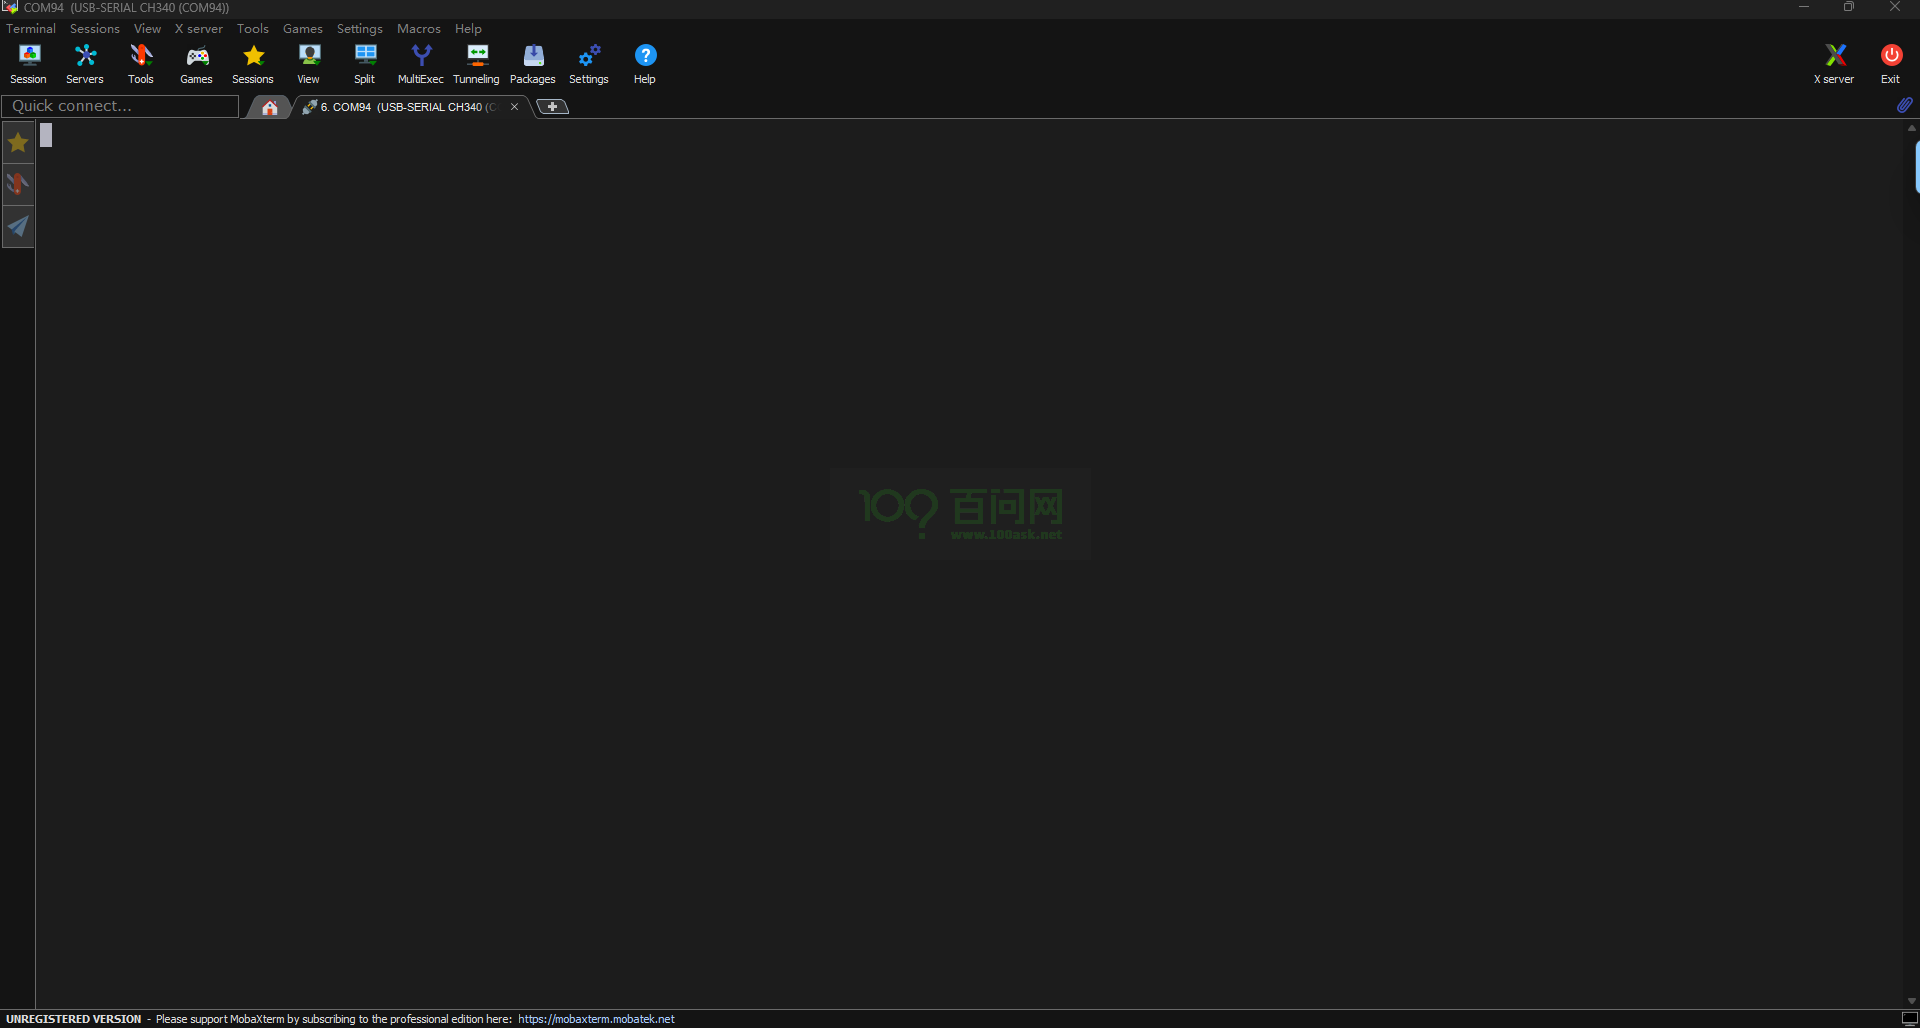 COM94 (USB-SERIAL CH340 (COM94))
Terminal Sessions View X server Tools Games Settings Macros Help
Session Servers Tools Games Sessions View Split MultiExec Tunneling Packages Settings Help X server Exit
Quick connect...
6. COM94 (USB-SERIAL CH340 (C
100? 百问网
www.100ask.net
UNREGISTERED VERSION - Please support MobaXterm by subscribing to the professional edition here: https://mobaxterm.mobatek.net